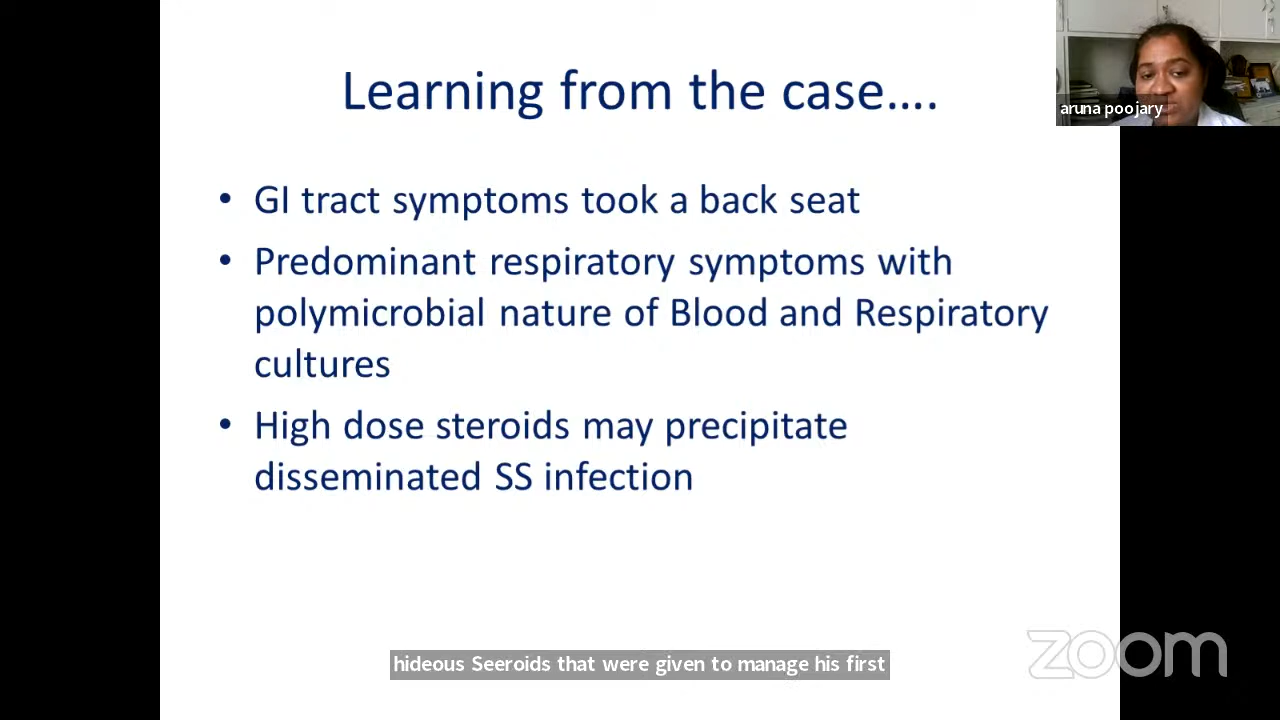 Learning from the case....
aruna poojary
• GI tract symptoms took a back seat
• Predominant respiratory symptoms with
polymicrobial nature of Blood and Respiratory
cultures
• High dose steroids may precipitate
disseminated SS infection
hideous Seeroids that were given to manage his first
zoom